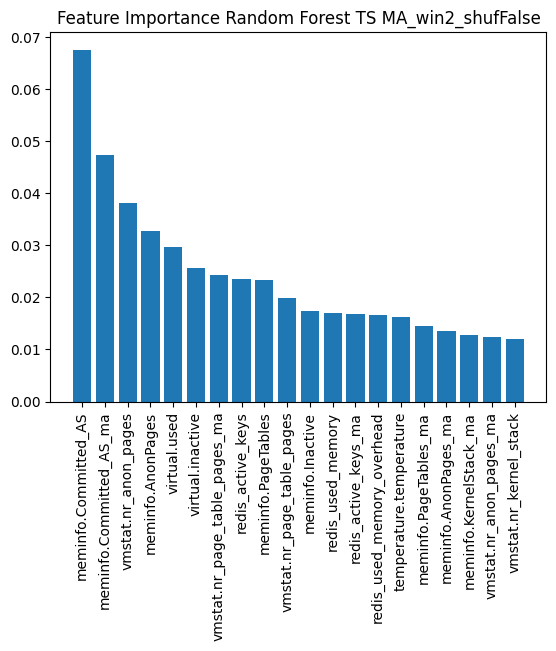 Feature Importance Random Forest TS MA_win2_shufFalse
0.07
0.06
0.05
0.04
0.03
0.02
0.01
0.00
meminfo.Committed_AS
meminfo.Committed_AS_ma
vmstat.nr_anon_pages
meminfo.AnonPages
virtual.used
virtual.inactive
vmstat.nr_page_table_pages_ma
redis_active_keys
meminfo.PageTables
vmstat.nr_page_table_pages
meminfo.Inactive
redis_used_memory
redis_active_keys_ma
redis_used_memory_overhead
temperature.temperature
meminfo.PageTables_ma
meminfo.AnonPages_ma
meminfo.KernelStack_ma
vmstat.nr_anon_pages_ma
vmstat.nr_kernel_stack